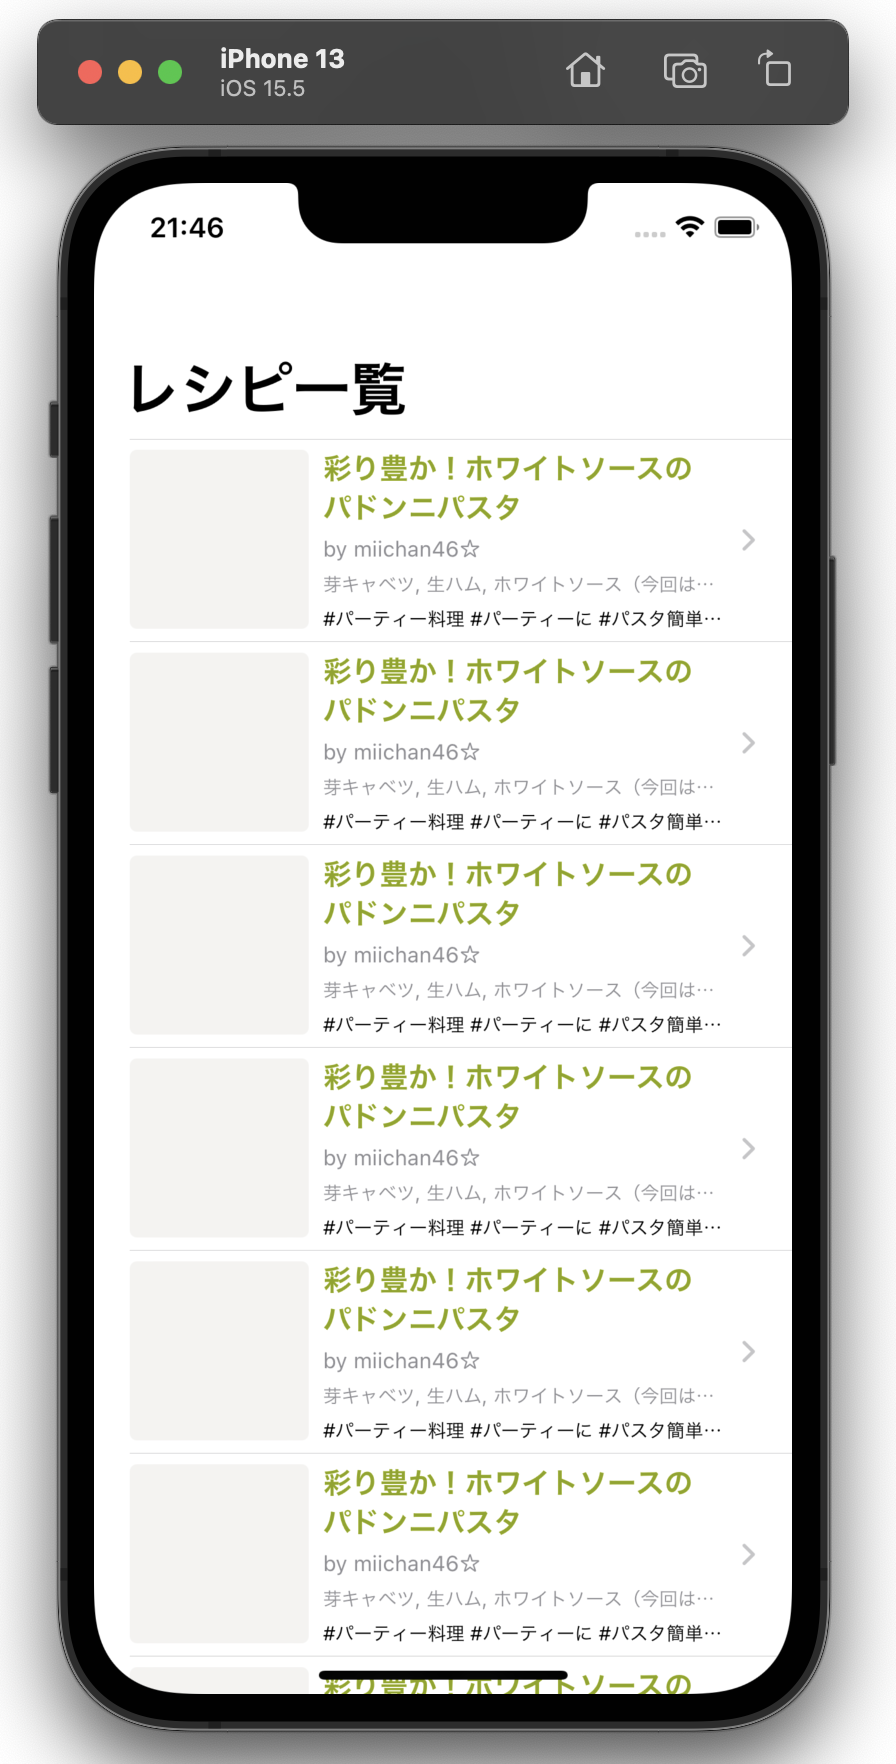 iPhone 13
iOS 15.5
21:46
レシピ一覧
彩り豊か！ホワイトソースの
パドンニパスタ
by miichan46☆
芽キャベツ, 生ハム, ホワイトソース（今回は…
#パーティー料理 #パーティーに #パスタ簡単…
彩り豊か！ホワイトソースの
パドンニパスタ
by miichan46☆
芽キャベツ, 生ハム, ホワイトソース（今回は…
#パーティー料理 #パーティーに #パスタ簡単…
彩り豊か！ホワイトソースの
パドンニパスタ
by miichan46☆
芽キャベツ, 生ハム, ホワイトソース（今回は…
#パーティー料理 #パーティーに #パスタ簡単…
彩り豊か！ホワイトソースの
パドンニパスタ
by miichan46☆
芽キャベツ, 生ハム, ホワイトソース（今回は…
#パーティー料理 #パーティーに #パスタ簡単…
彩り豊か！ホワイトソースの
パドンニパスタ
by miichan46☆
芽キャベツ, 生ハム, ホワイトソース（今回は…
#パーティー料理 #パーティーに #パスタ簡単…
彩り豊か！ホワイトソースの
パドンニパスタ
by miichan46☆
芽キャベツ, 生ハム, ホワイトソース（今回は…
#パーティー料理 #パーティーに #パスタ簡単…
彩り豊か！ホワイトソースの